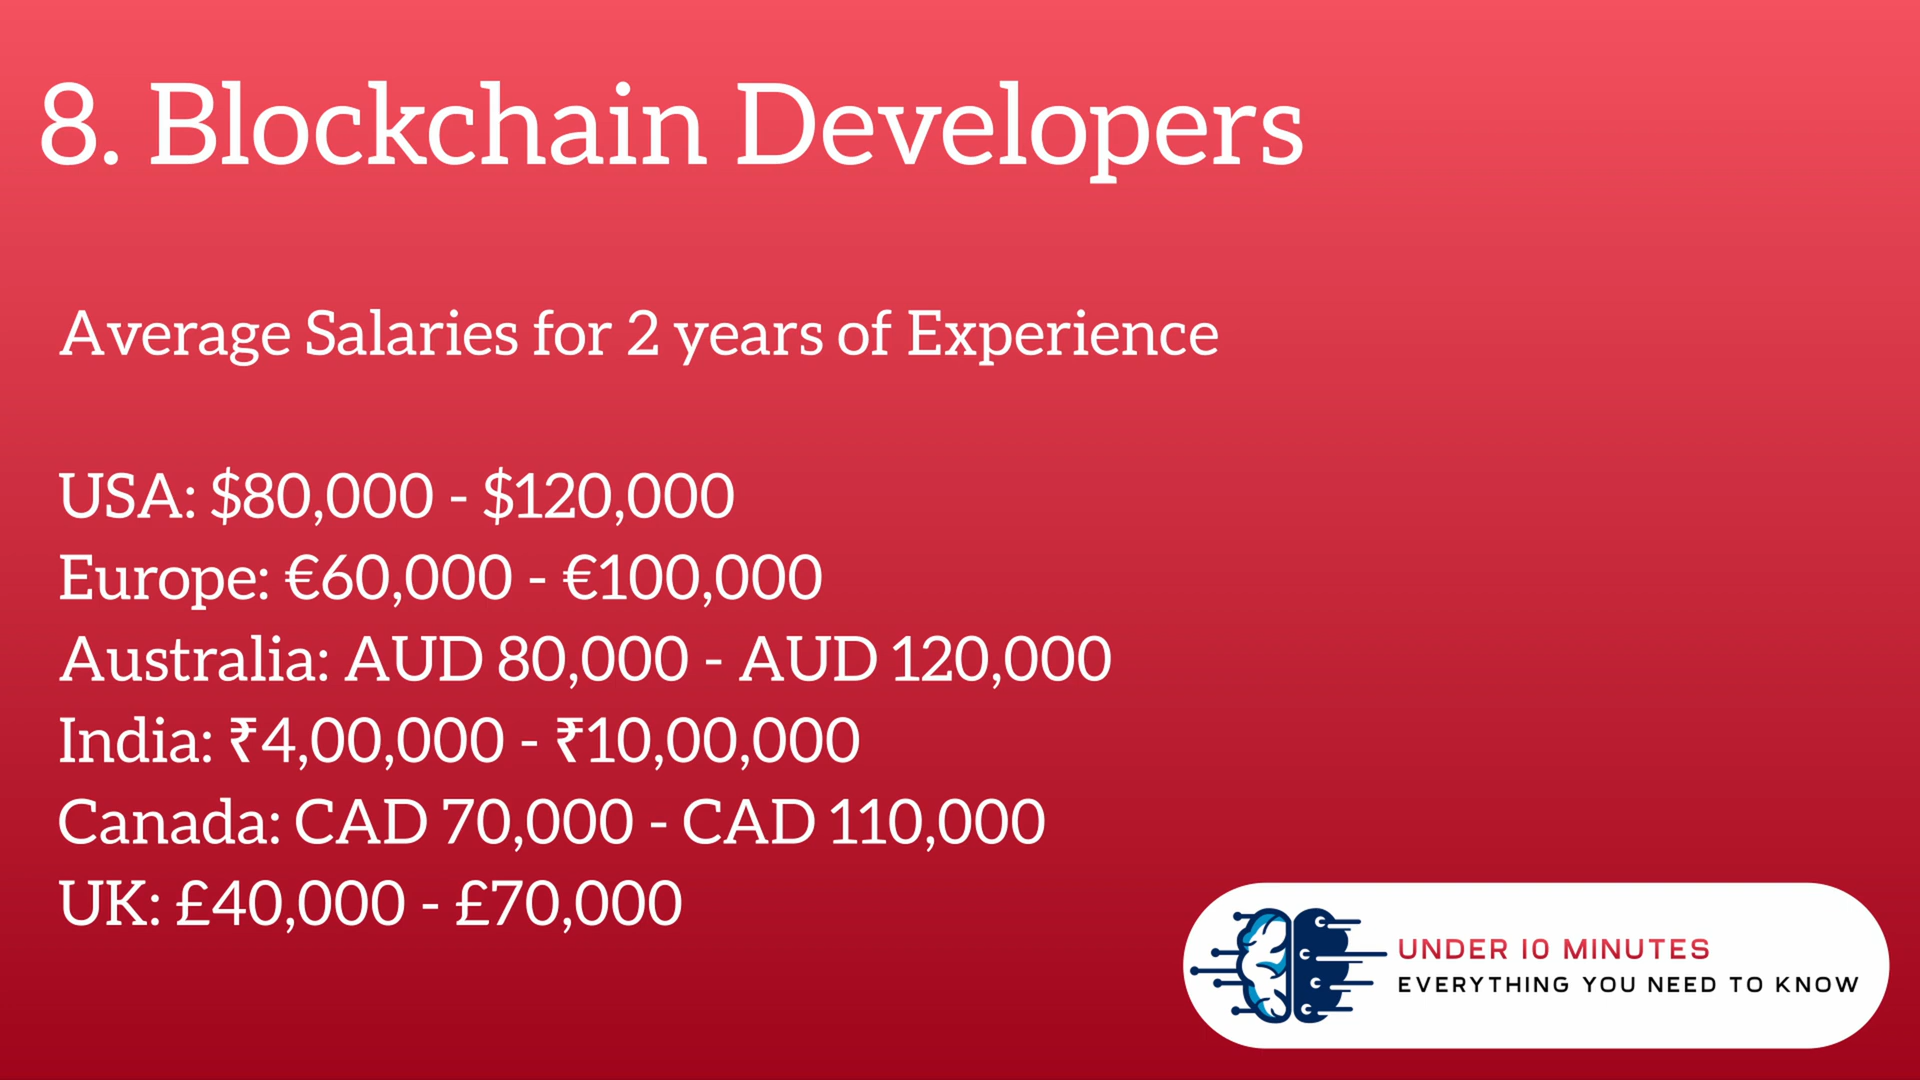 8. Blockchain Developers
Average Salaries for 2 years of Experience
USA: $80,000 - $120,000
Europe: €60,000 - €100,000
Australia: AUD 80,000 - AUD 120,000
India: ₹4,00,000 - ₹10,00,000
Canada: CAD 70,000 - CAD 110,000
UK: £40,000 - £70,000
UNDER 10 MINUTES
EVERYTHING YOU NEED TO KNOW